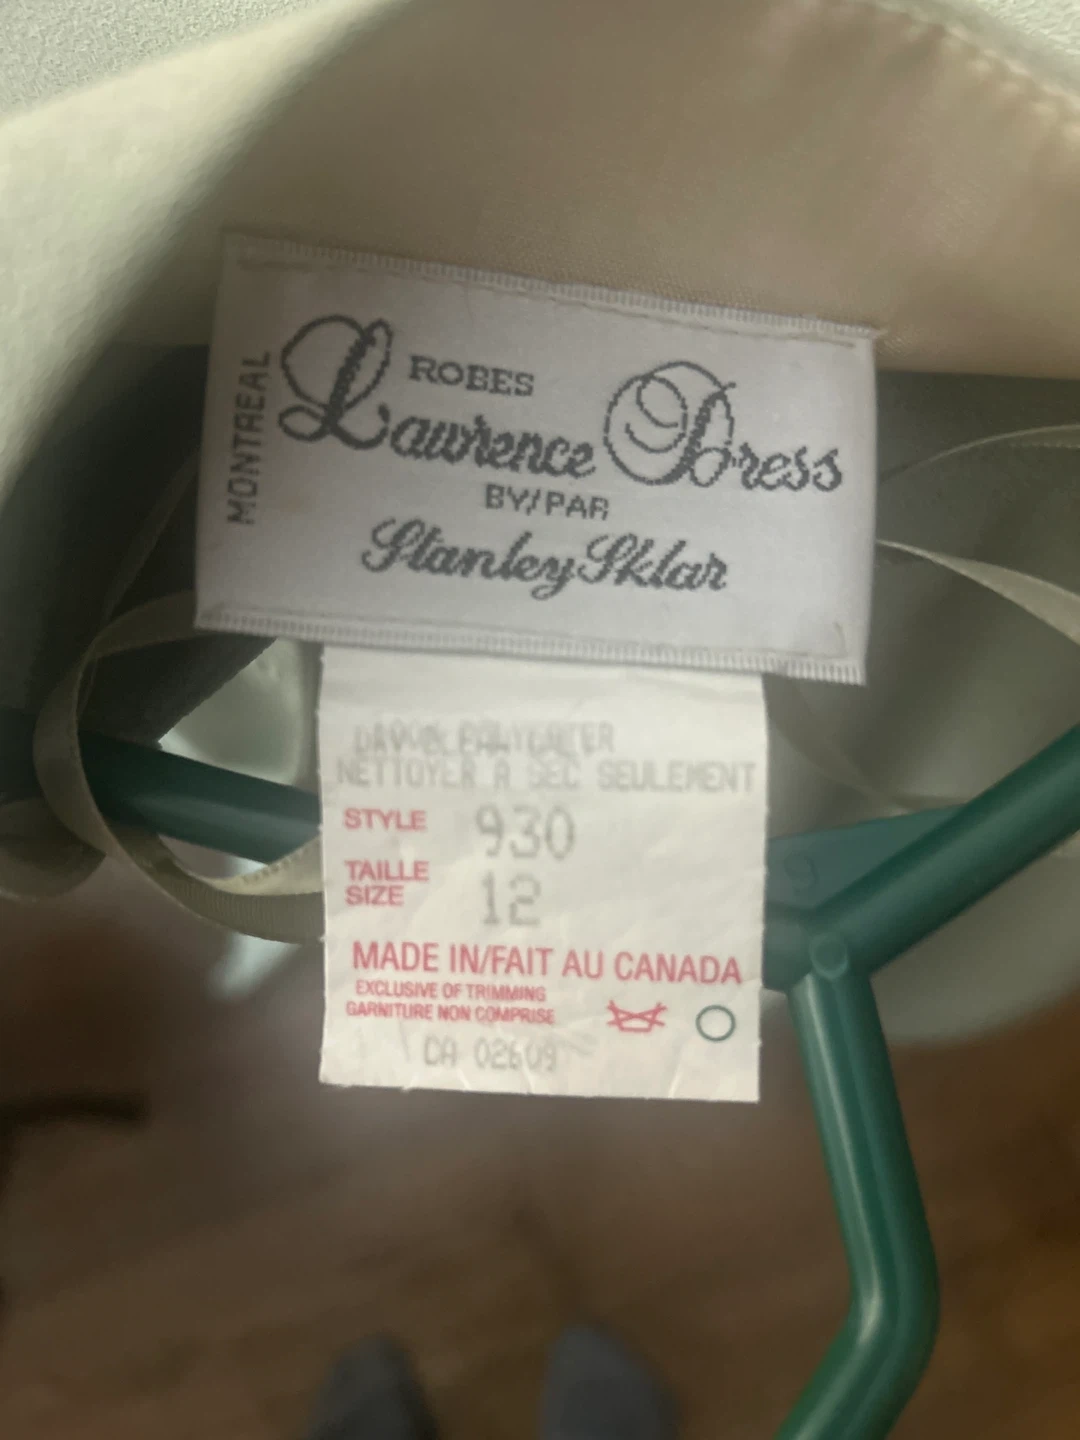 MONTREAL
ROBES
Lawrence Dress
BY/PAR
Stanley Sklar
NETTOYER A SEC SEULEMENT
STYLE 930
TAILLE
SIZE 12
MADE IN/FAIT AU CANADA
EXCLUSIVE OF TRIMMING
GARNITURE NON COMPRISE
CA 02609